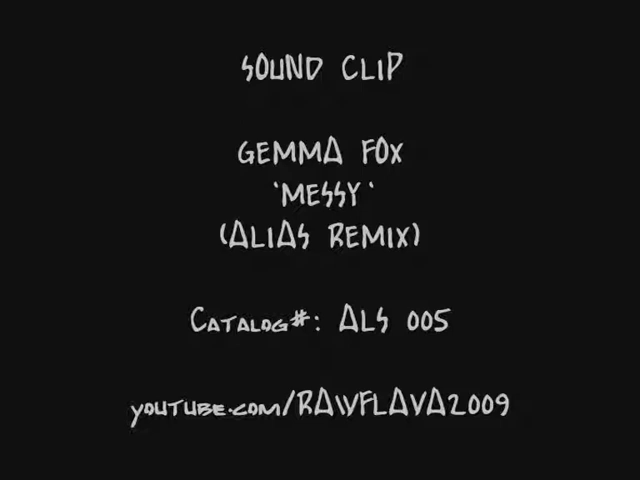 SOUND CLIP
GEMMA FOX
'MESSY'
(ALIAS REMIX)
CATALOG#: ALS 005
YOUTUBE.COM/RAWFLAVA2009